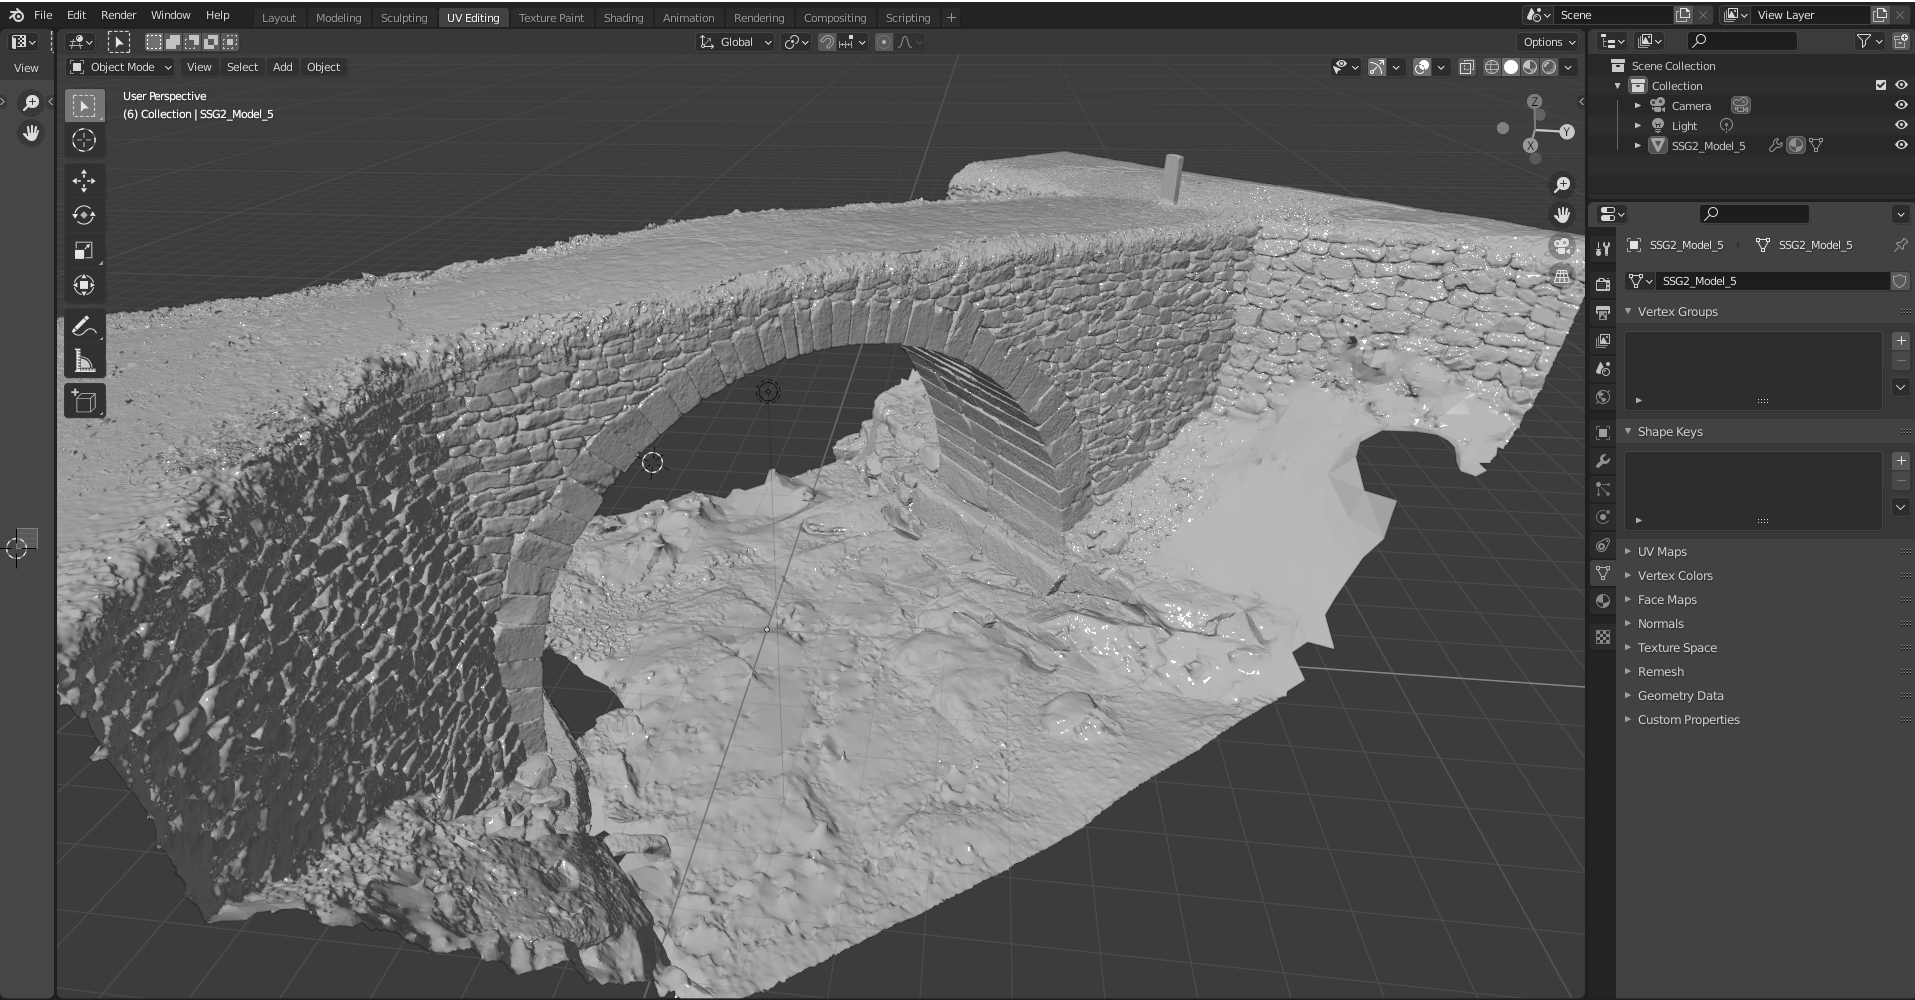 File Edit Render Window Help Layout Modeling Sculpting UV Editing Texture Paint Shading Animation Rendering Compositing Scripting + Scene View Layer
Global Options
View Object Mode View Select Add Object
User Perspective
(6) Collection | SSG2_Model_5
Z
Y
X
Scene Collection
Collection
Camera
Light
SSG2_Model_5
SSG2_Model_5 SSG2_Model_5
SSG2_Model_5
Vertex Groups
Shape Keys
UV Maps
Vertex Colors
Face Maps
Normals
Texture Space
Remesh
Geometry Data
Custom Properties